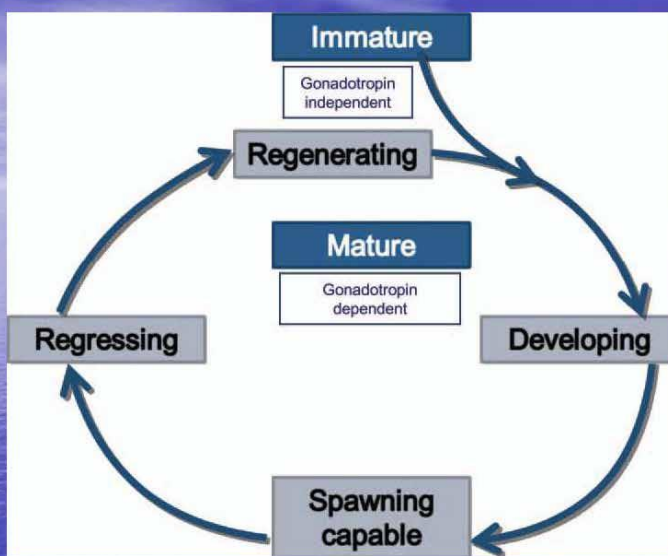 Immature
Gonadotropin
independent
Regenerating
Mature
Gonadotropin
dependent
Regressing
Developing
Spawning
capable